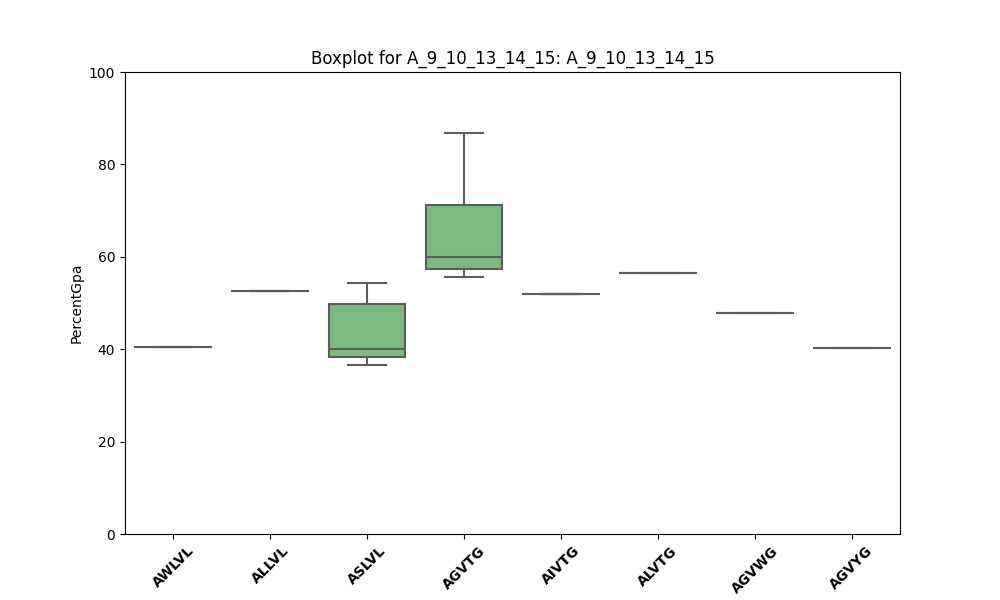 Boxplot for A_9_10_13_14_15: A_9_10_13_14_15
PercentGpa
100
80
60
40
20
0
AWLVL
ALLVL
ASLVL
AGVTG
AIVTG
ALVTG
AGVWG
AGVYG